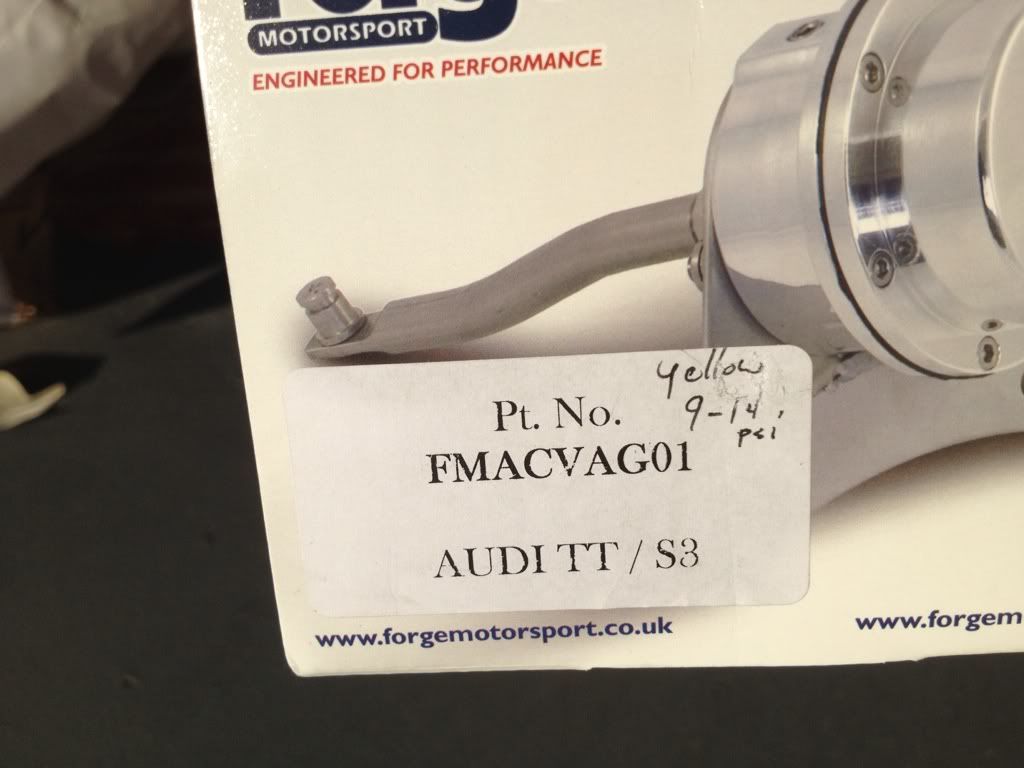 forge
MOTORSPORT
ENGINEERED FOR PERFORMANCE
yellow
9-14
psi
Pt. No.
FMACVAG01
AUDI TT / S3
www.forgemotorsport.co.uk
www.forgem